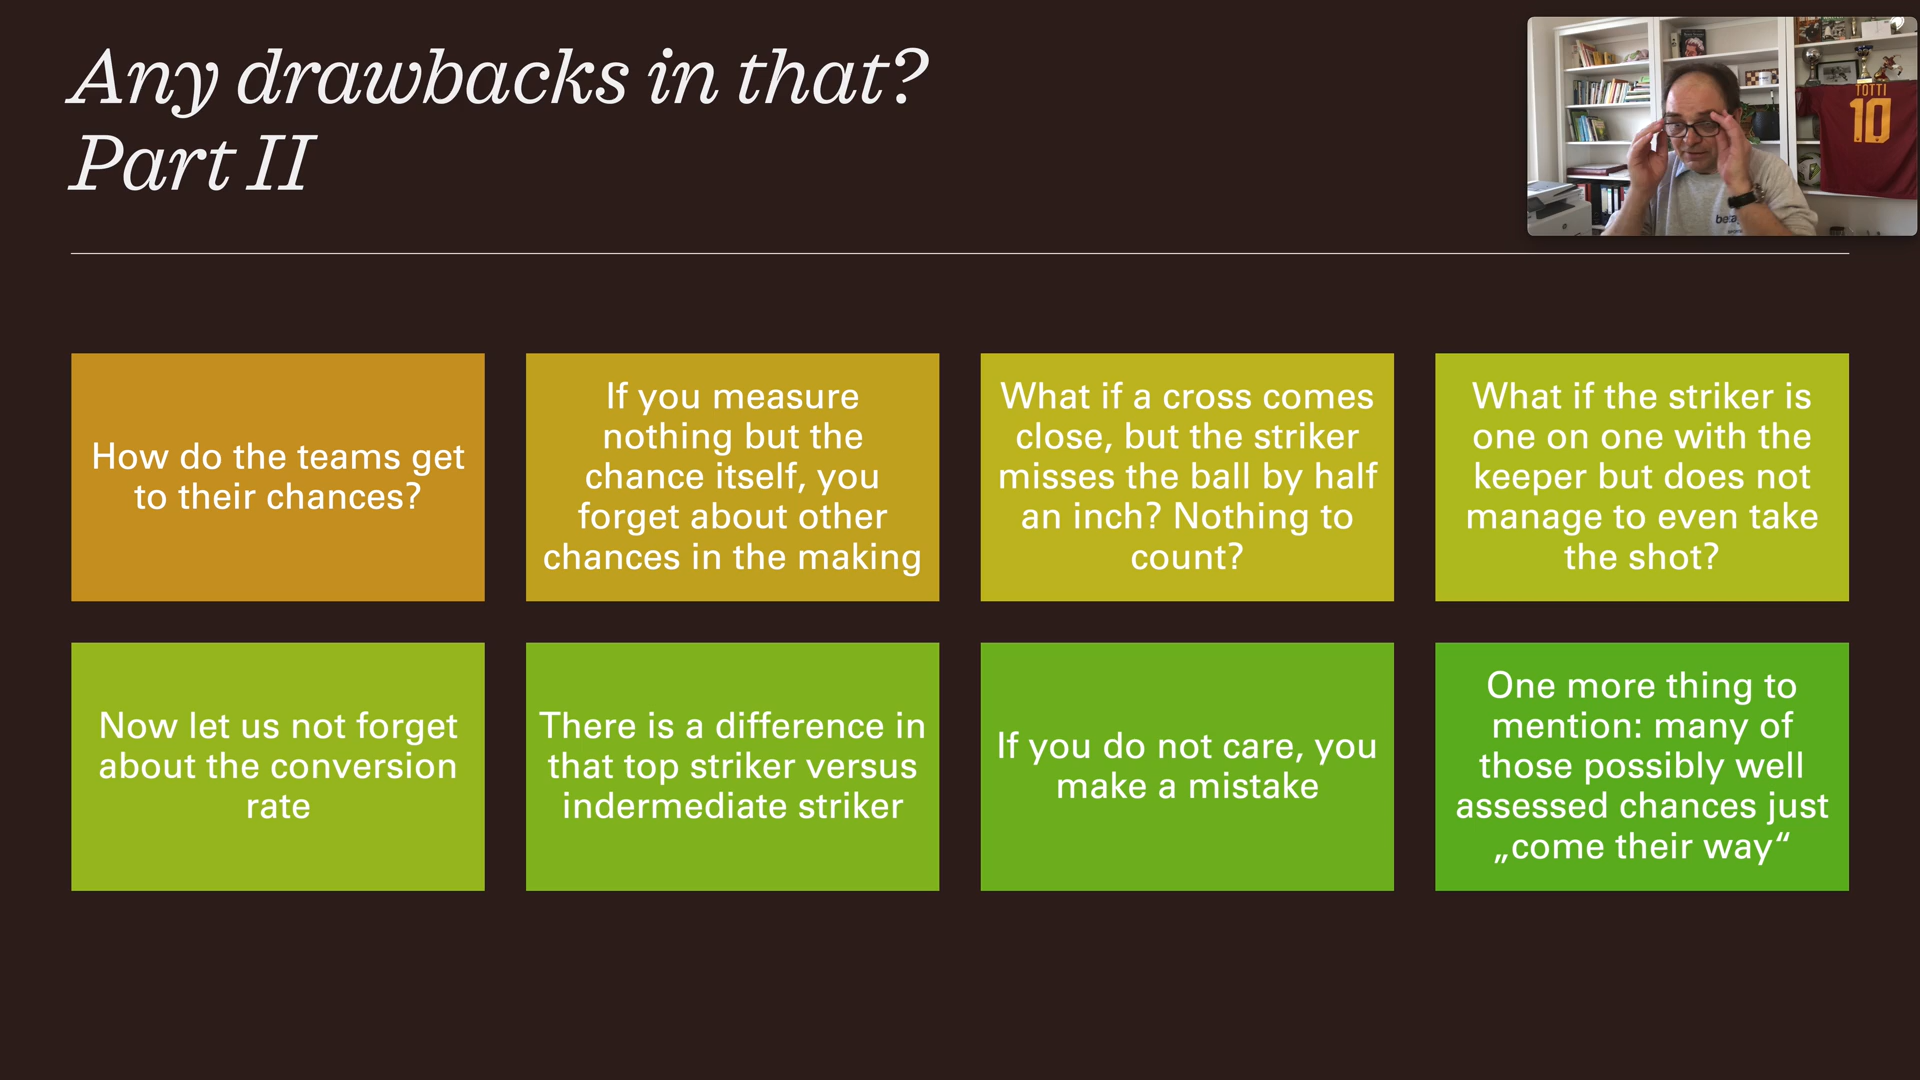 Any drawbacks in that?
Part II
TOTTI
10
How do the teams get
to their chances?
If you measure
nothing but the
chance itself, you
forget about other
chances in the making
What if a cross comes
close, but the striker
misses the ball by half
an inch? Nothing to
count?
What if the striker is
one on one with the
keeper but does not
manage to even take
the shot?
Now let us not forget
about the conversion
rate
There is a difference in
that top striker versus
indermediate striker
If you do not care, you
make a mistake
One more thing to
mention: many of
those possibly well
assessed chances just
„come their way“